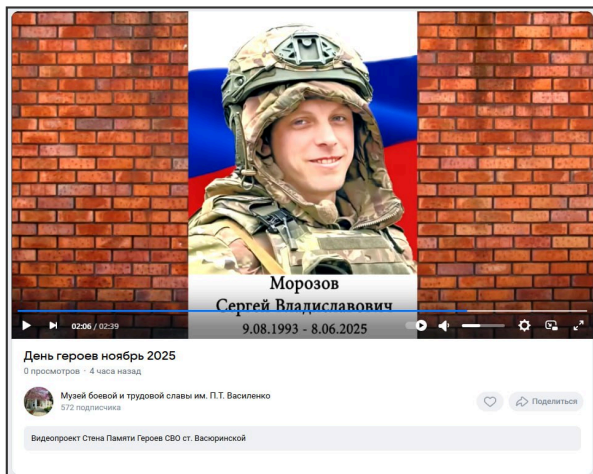 Морозов
Сергей Владиславович
9.08.1993 - 8.06.2025
02:06 / 02:39
День героев ноябрь 2025
0 просмотров · 4 часа назад
Музей боевой и трудовой славы им. П.Т. Василенко
572 подписчика
Поделиться
Видеопроект Стена Памяти Героев СВО ст. Васюринской